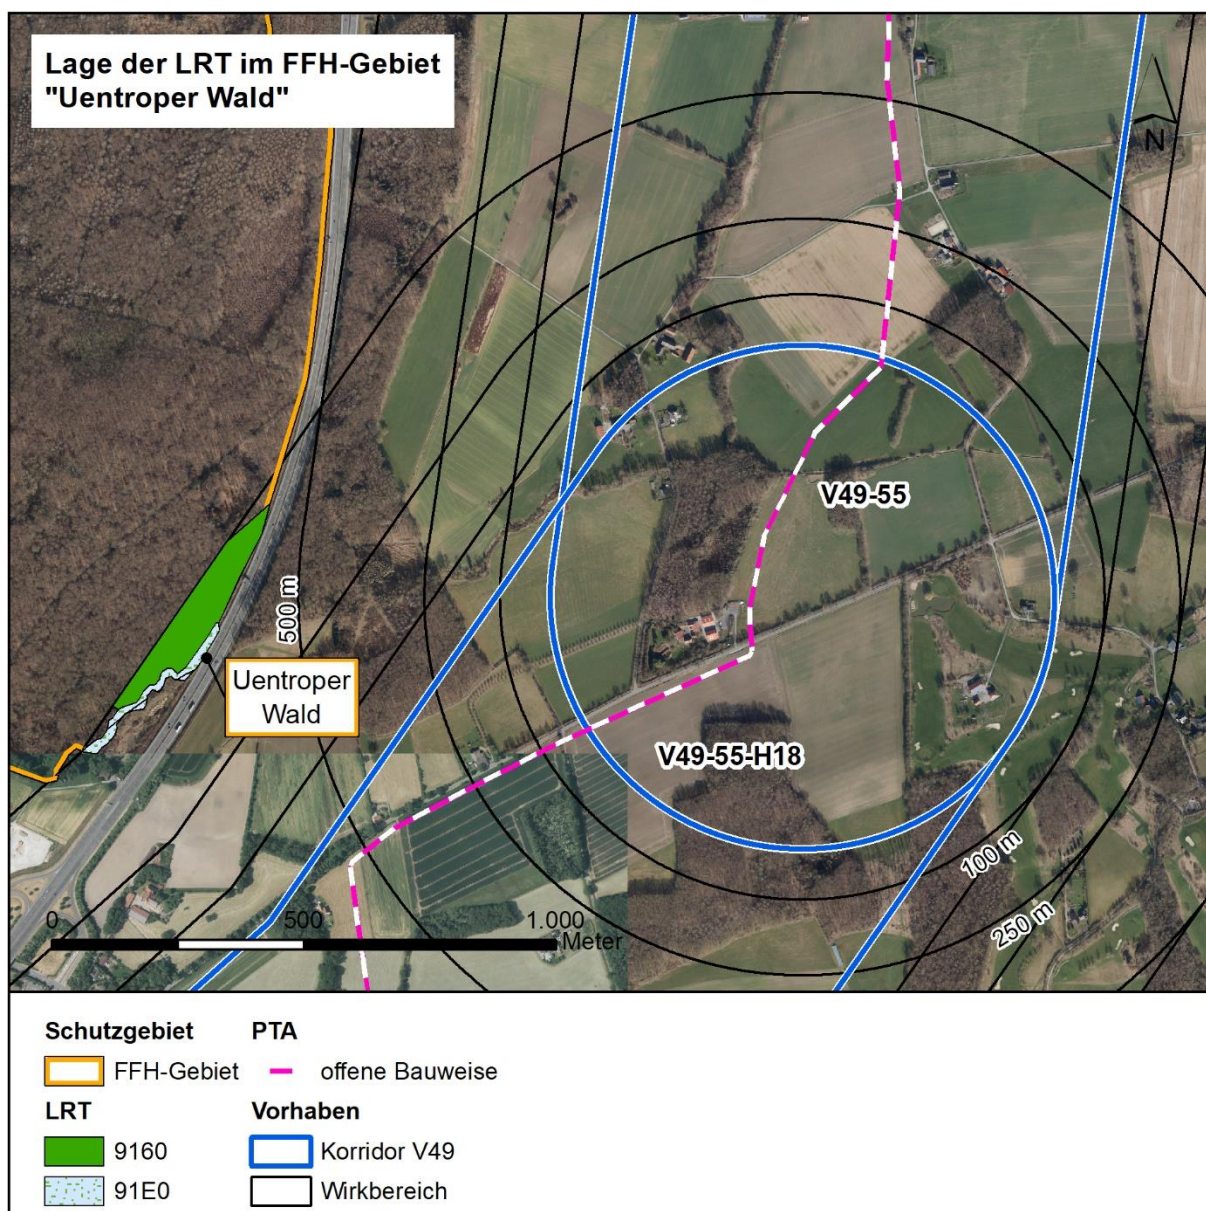 Lage der LRT im FFH-Gebiet
"Uentroper Wald"
N
V49-55
500 m
Uentroper
Wald
V49-55-H18
100 m
250 m
0
500
1.000
Meter
Schutzgebiet
PTA
FFH-Gebiet
offene Bauweise
LRT
Vorhaben
9160
Korridor V49
91E0
Wirkbereich